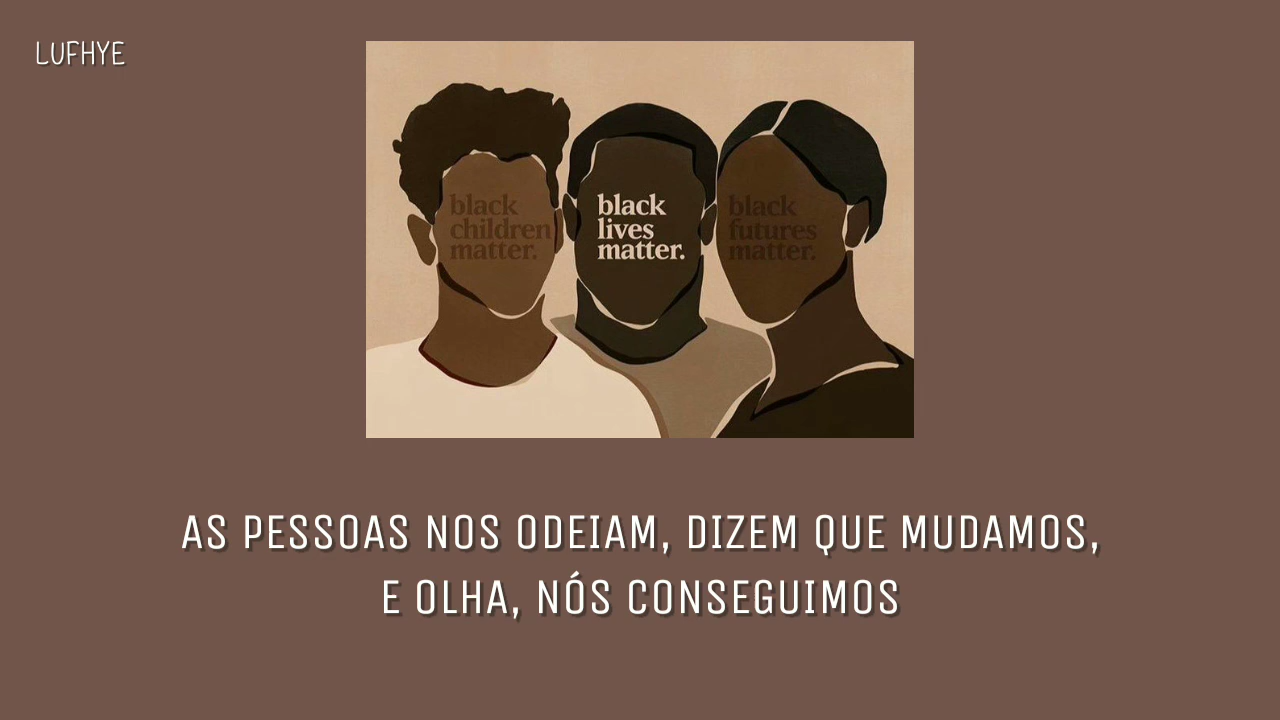 LUFHYE
black
children
matter.
black
lives
matter.
black
futures
matter.
AS PESSOAS NOS ODEIAM, DIZEM QUE MUDAMOS,
E OLHA, NÓS CONSEGUIMOS